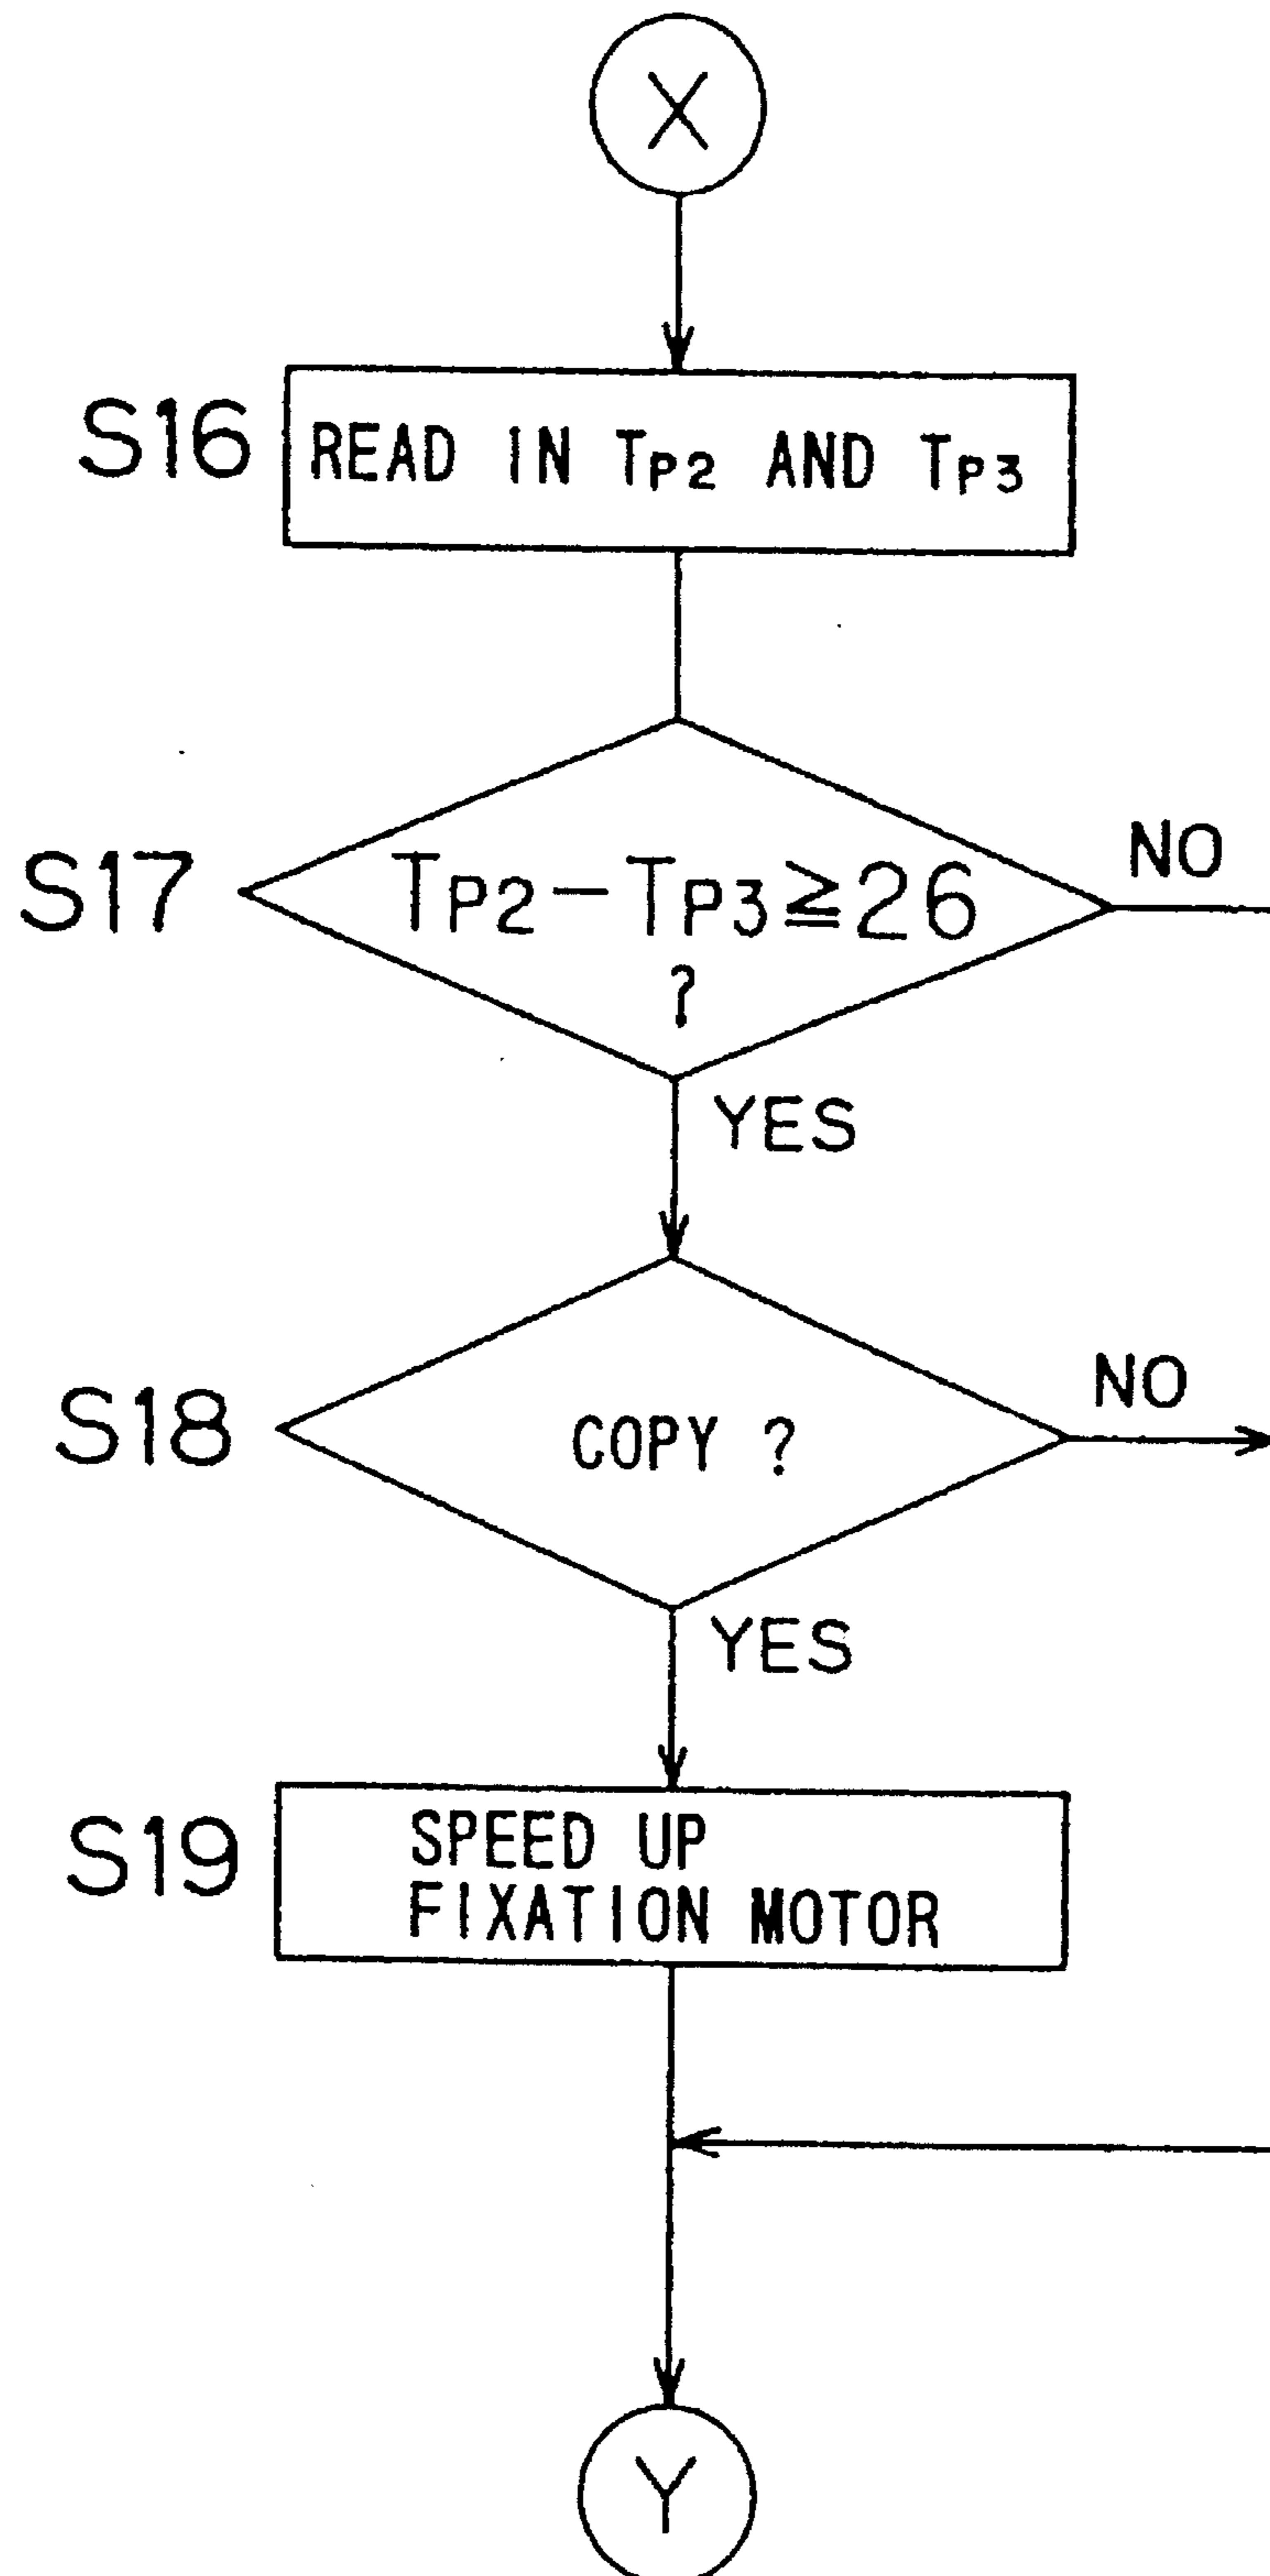 X
S16
READ IN TP2 AND TP3
S17
TP2-TP3≧26
?
NO
YES
S18
COPY ?
NO
YES
S19
SPEED UP
FIXATION MOTOR
Y